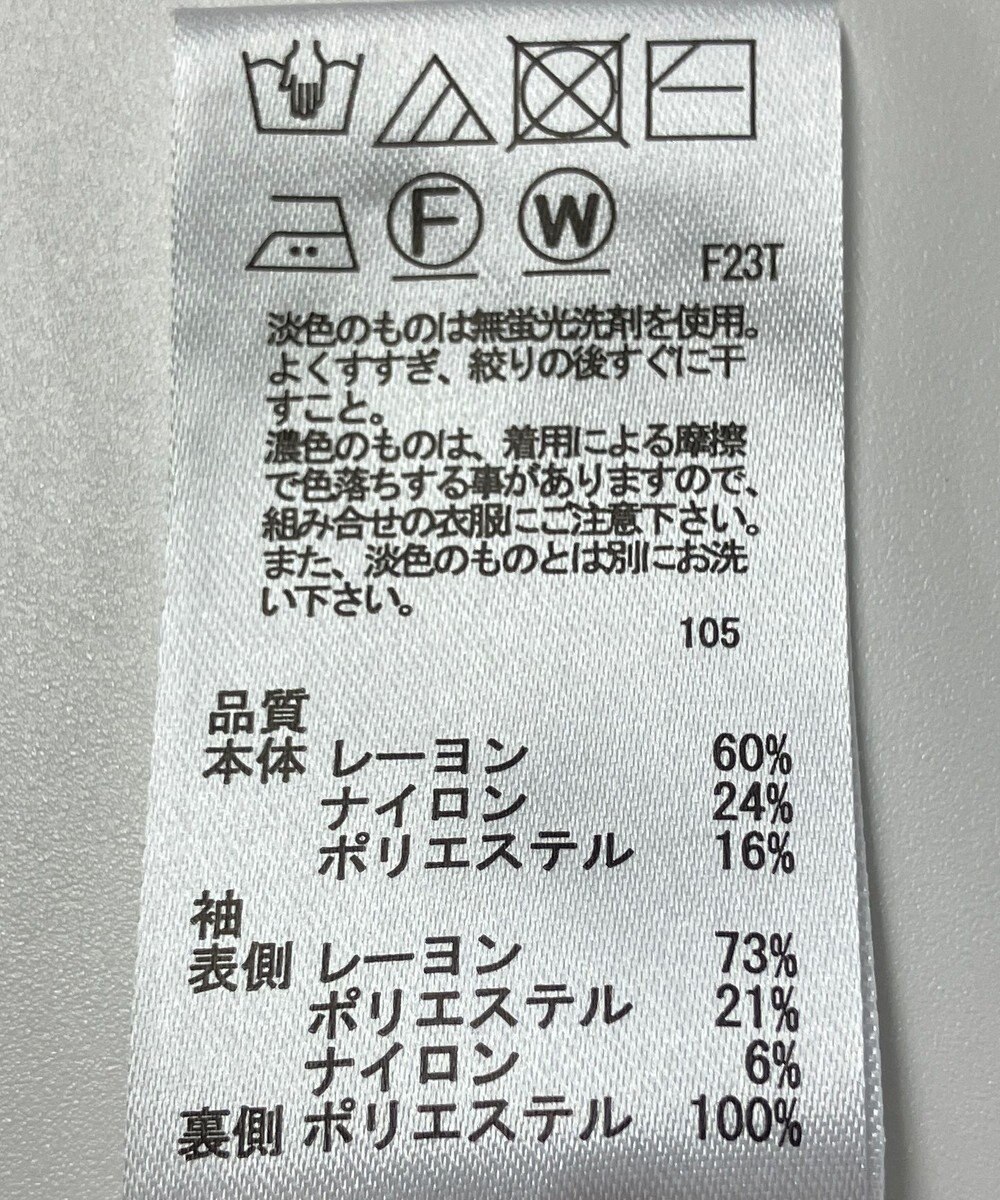 F
W
F23T
淡色のものは無蛍光洗剤を使用。
よくすすぎ、絞りの後すぐに干
すこと。
濃色のものは、着用による摩擦
で色落ちする事がありますので、
組み合せの衣服にご注意下さい。
また、淡色のものとは別にお洗
い下さい。
105
品質
本体 レーヨン 60%
ナイロン 24%
ポリエステル 16%
袖
表側 レーヨン 73%
ポリエステル 21%
ナイロン 6%
裏側 ポリエステル 100%